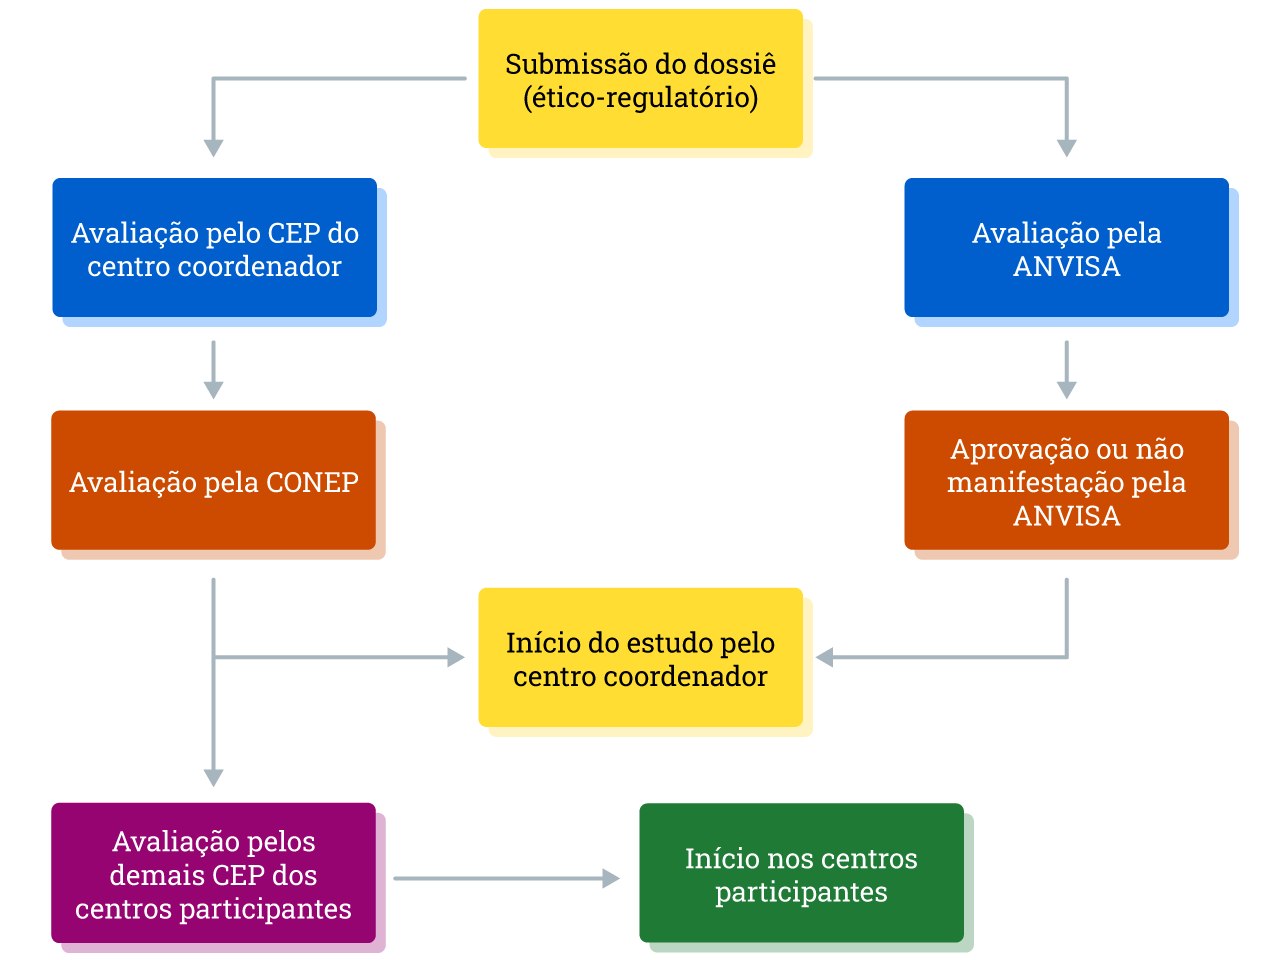 Submissão do dossiê
(ético-regulatório)
Avaliação pelo CEP do
centro coordenador
Avaliação pela
ANVISA
Avaliação pela CONEP
Aprovação ou não
manifestação pela
ANVISA
Início do estudo pelo
centro coordenador
Avaliação pelos
demais CEP dos
centros participantes
Início nos centros
participantes